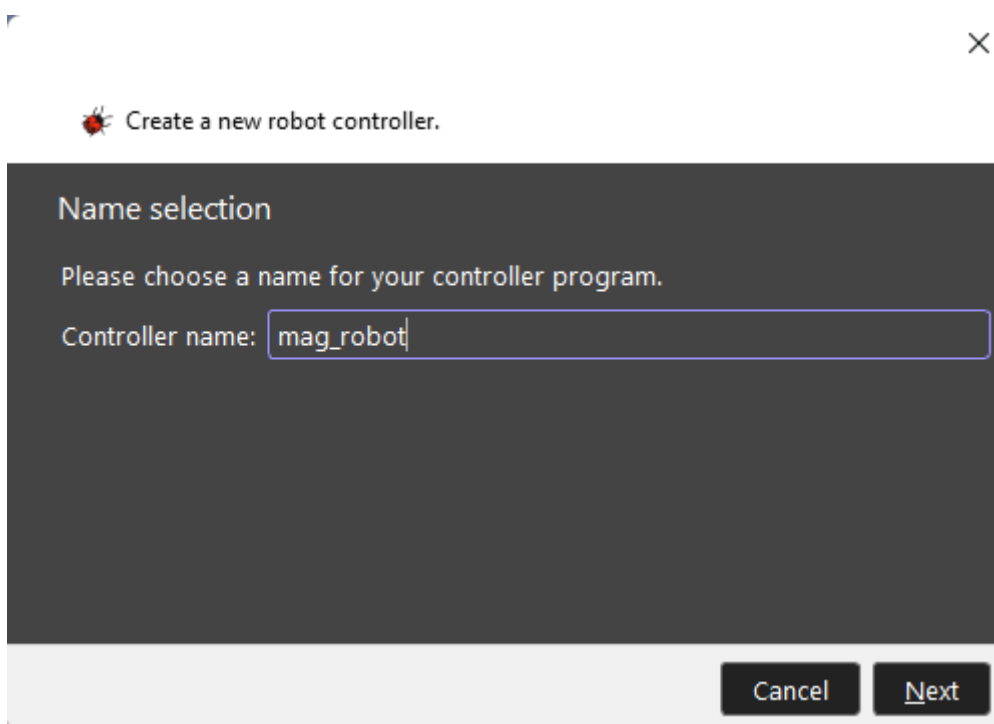 Create a new robot controller.
Name selection
Please choose a name for your controller program.
Controller name: mag_robot
Cancel Next